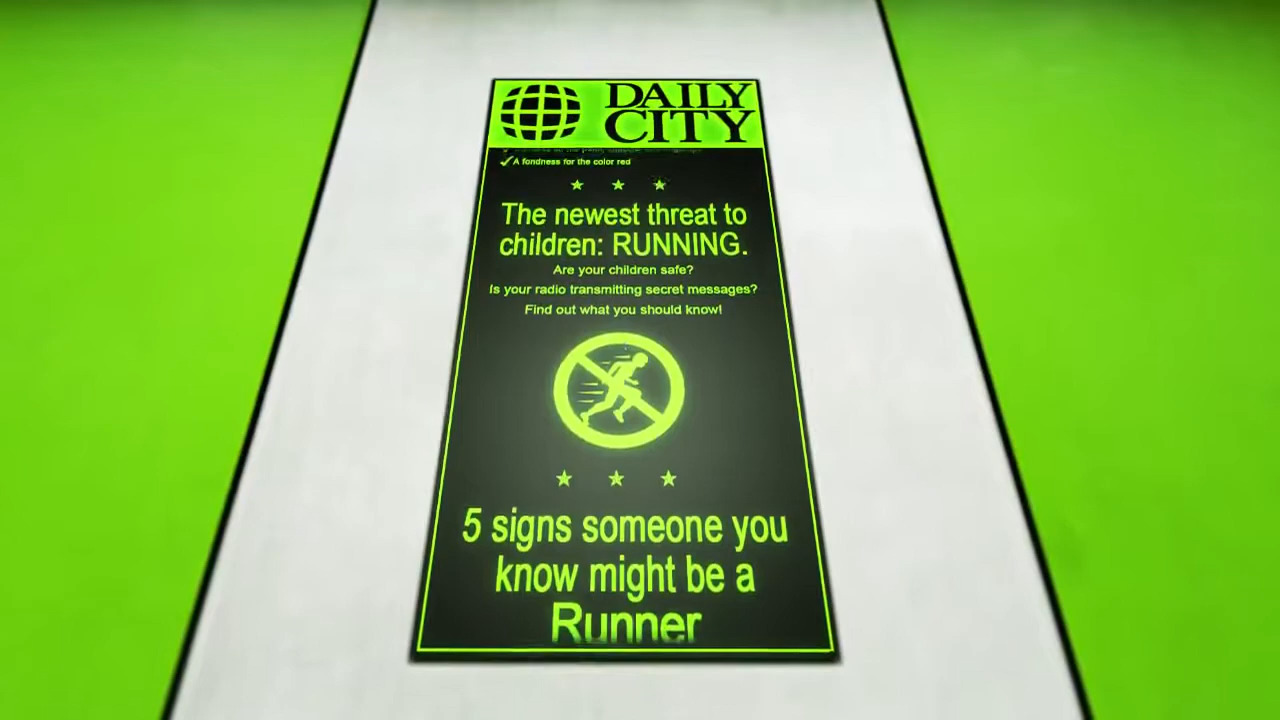 DAILY
CITY
A fondness for the color red
The newest threat to
children: RUNNING.
Are your children safe?
Is your radio transmitting secret messages?
Find out what you should know!
5 signs someone you
know might be a
Runner